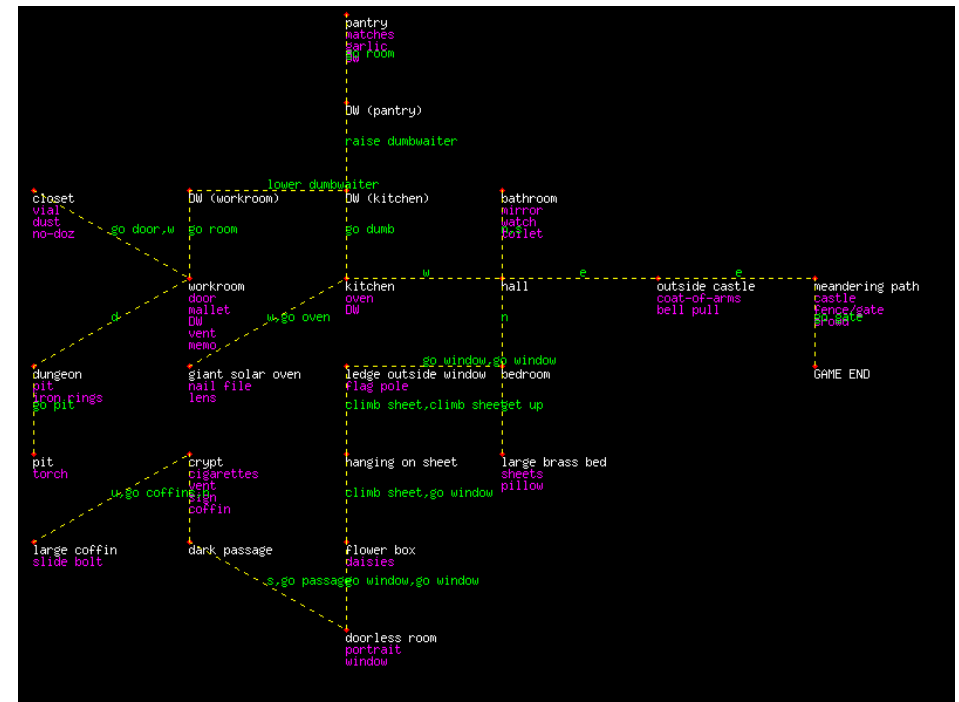 pantry
matches
garlic
go room
DW (pantry)
raise dumbwaiter
lower dumbwaiter
closet
vial
dust
no-doz
go door,w
DW (workroom)
go room
DW (kitchen)
go dumb
bathroom
mirror
watch
toilet
w
e
e
workroom
door
mallet
DW
vent
memo
d
kitchen
oven
DW
w,go oven
hall
n
outside castle
coat-of-arms
bell pull
meandering path
castle
fence/gate
go gate
go window,go window
dungeon
pit
iron rings
go pit
giant solar oven
nail file
lens
ledge outside window
flag pole
climb sheet,climb sheet
get up
bedroom
GAME END
pit
torch
crypt
cigarettes
vent
sign
coffin
u,go coffin
hanging on sheet
climb sheet,go window
large brass bed
sheets
pillow
large coffin
slide bolt
dark passage
flower box
daisies
s,go passage
go window,go window
doorless room
portrait
window